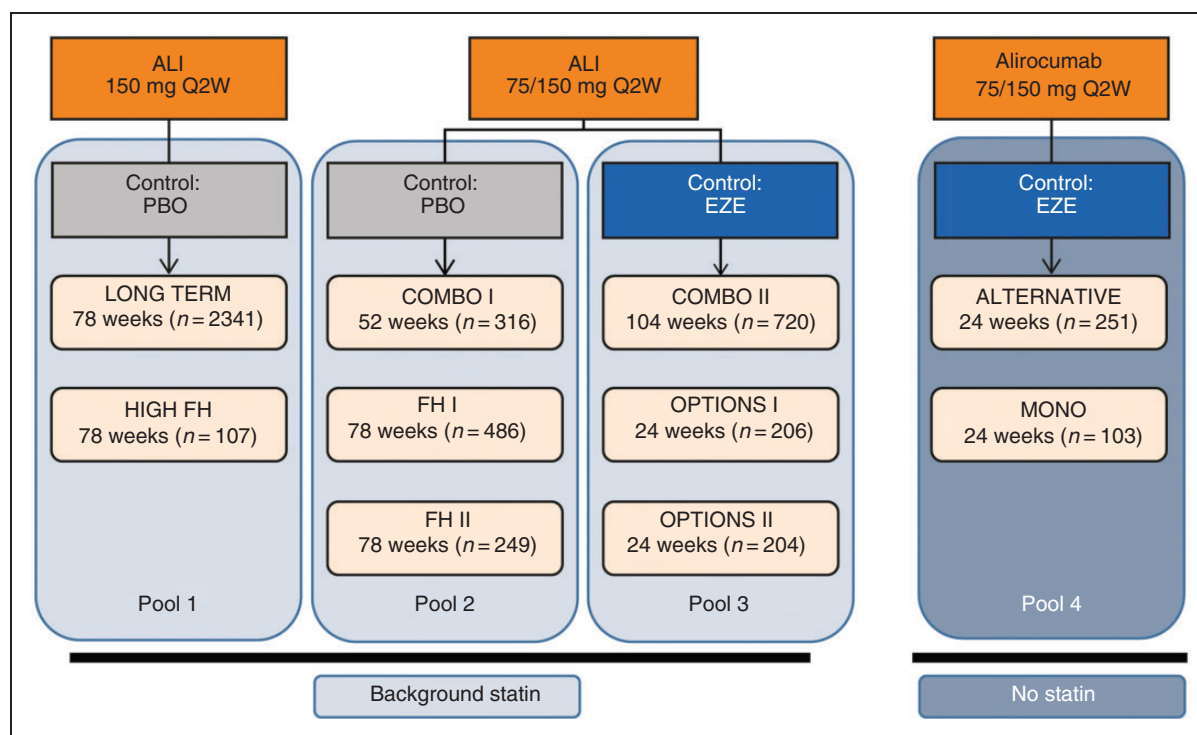 ALI
150 mg Q2W
Control:
PBO
LONG TERM
78 weeks (n = 2341)
HIGH FH
78 weeks (n = 107)
Pool 1
ALI
75/150 mg Q2W
Control:
PBO
COMBO I
52 weeks (n = 316)
FH I
78 weeks (n = 486)
FH II
78 weeks (n = 249)
Pool 2
Control:
EZE
COMBO II
104 weeks (n = 720)
OPTIONS I
24 weeks (n = 206)
OPTIONS II
24 weeks (n = 204)
Pool 3
Background statin
Alirocumab
75/150 mg Q2W
Control:
EZE
ALTERNATIVE
24 weeks (n = 251)
MONO
24 weeks (n = 103)
Pool 4
No statin